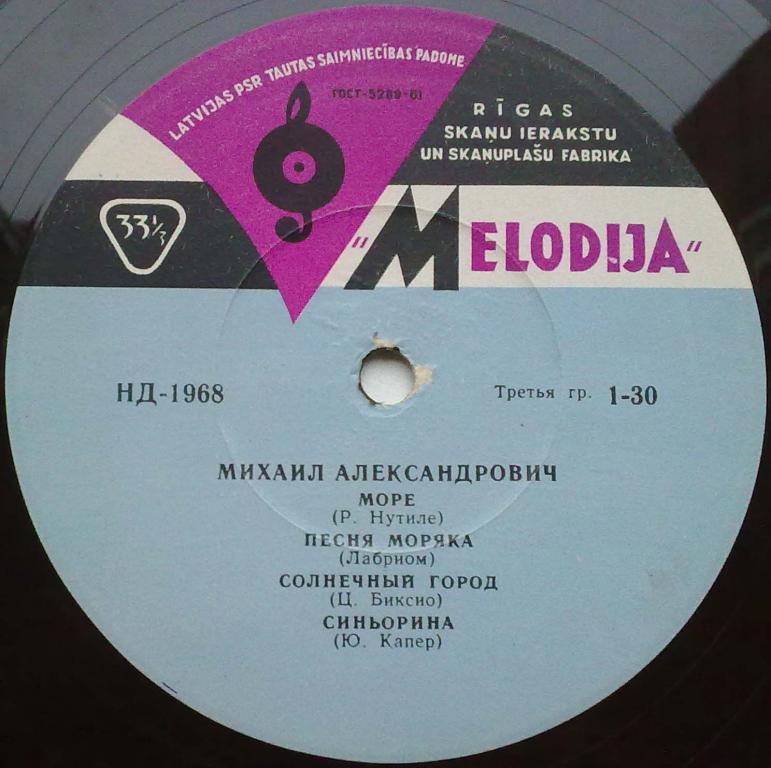 LATVIJAS PSR TAUTAS SAIMNIECĪBAS PADOME
ГОСТ-5289-61
RĪGAS
SKAŅU IERAKSTU
UN SKAŅUPLAŠU FABRIKA
33⅓
"MELODIJA"
НД-1968
Третья гр. 1-30
МИХАИЛ АЛЕКСАНДРОВИЧ
МОРЕ
(Р. Нутиле)
ПЕСНЯ МОРЯКА
(Лабриом)
СОЛНЕЧНЫЙ ГОРОД
(Ц. Биксио)
СИНЬОРИНА
(Ю. Капер)